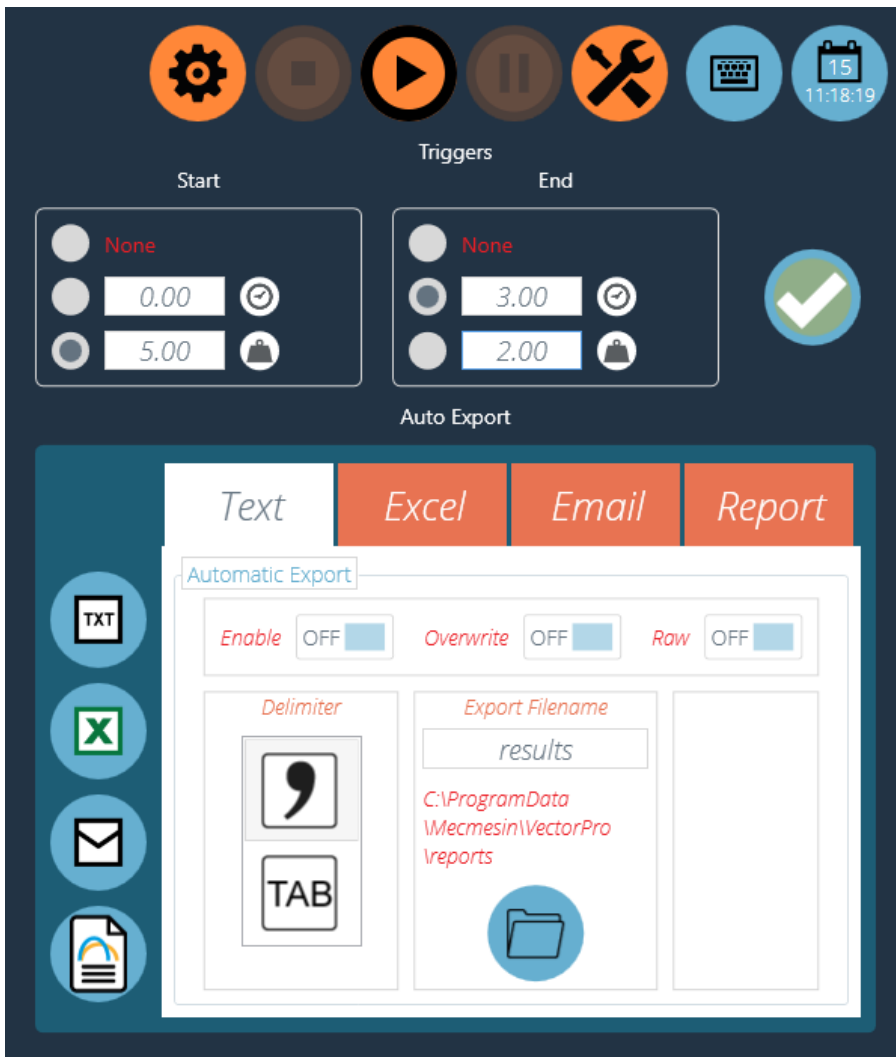 15
11:18:19
Triggers
Start
End
None
None
0.00
3.00
5.00
2.00
Auto Export
Text Excel Email Report
Automatic Export
TXT
Enable OFF Overwrite OFF Raw OFF
Delimiter
Export Filename
results
X
,
C:\ProgramData
\Mecmesin\VectorPro
\reports
TAB